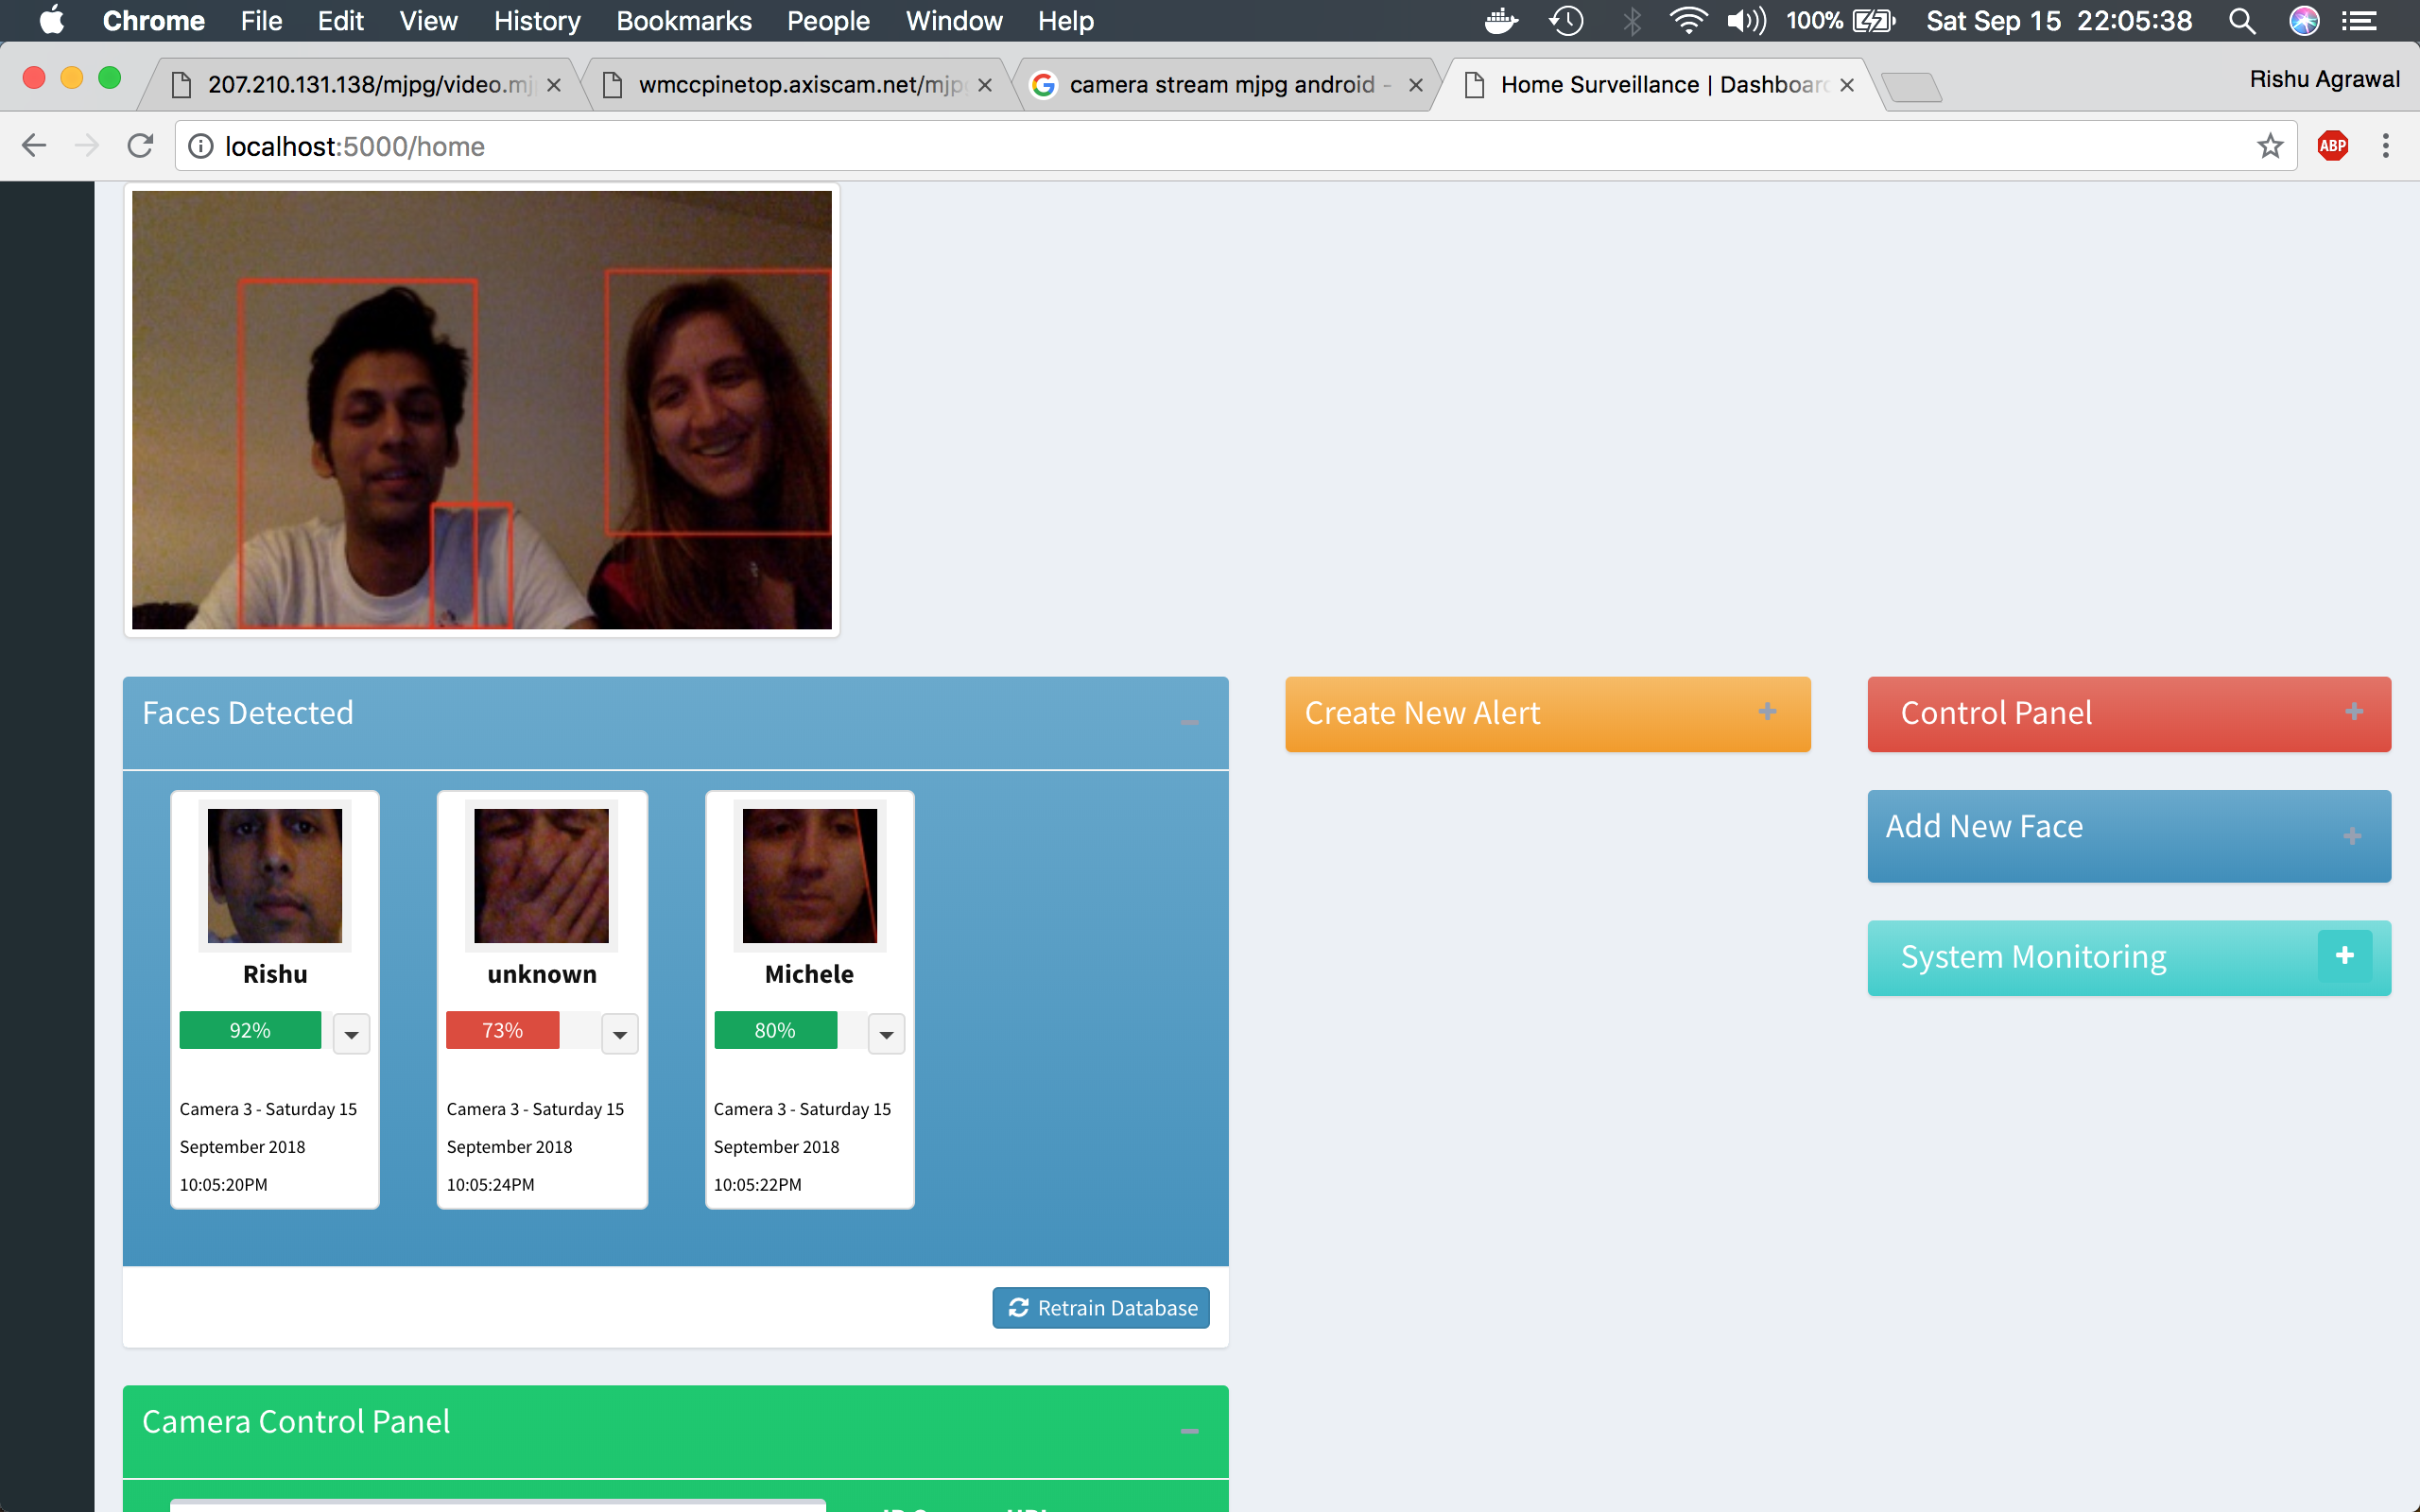 Chrome File Edit View History Bookmarks People Window Help 100% Sat Sep 15 22:05:38
207.210.131.138/mjpg/video.mj wmccpinetop.axiscam.net/mjp camera stream mjpg android - Home Surveillance | Dashboard Rishu Agrawal
localhost:5000/home ABP
Faces Detected
Create New Alert
Control Panel
Add New Face
System Monitoring
Rishu
92%
Camera 3 - Saturday 15
September 2018
10:05:20PM
unknown
73%
Camera 3 - Saturday 15
September 2018
10:05:24PM
Michele
80%
Camera 3 - Saturday 15
September 2018
10:05:22PM
Retrain Database
Camera Control Panel